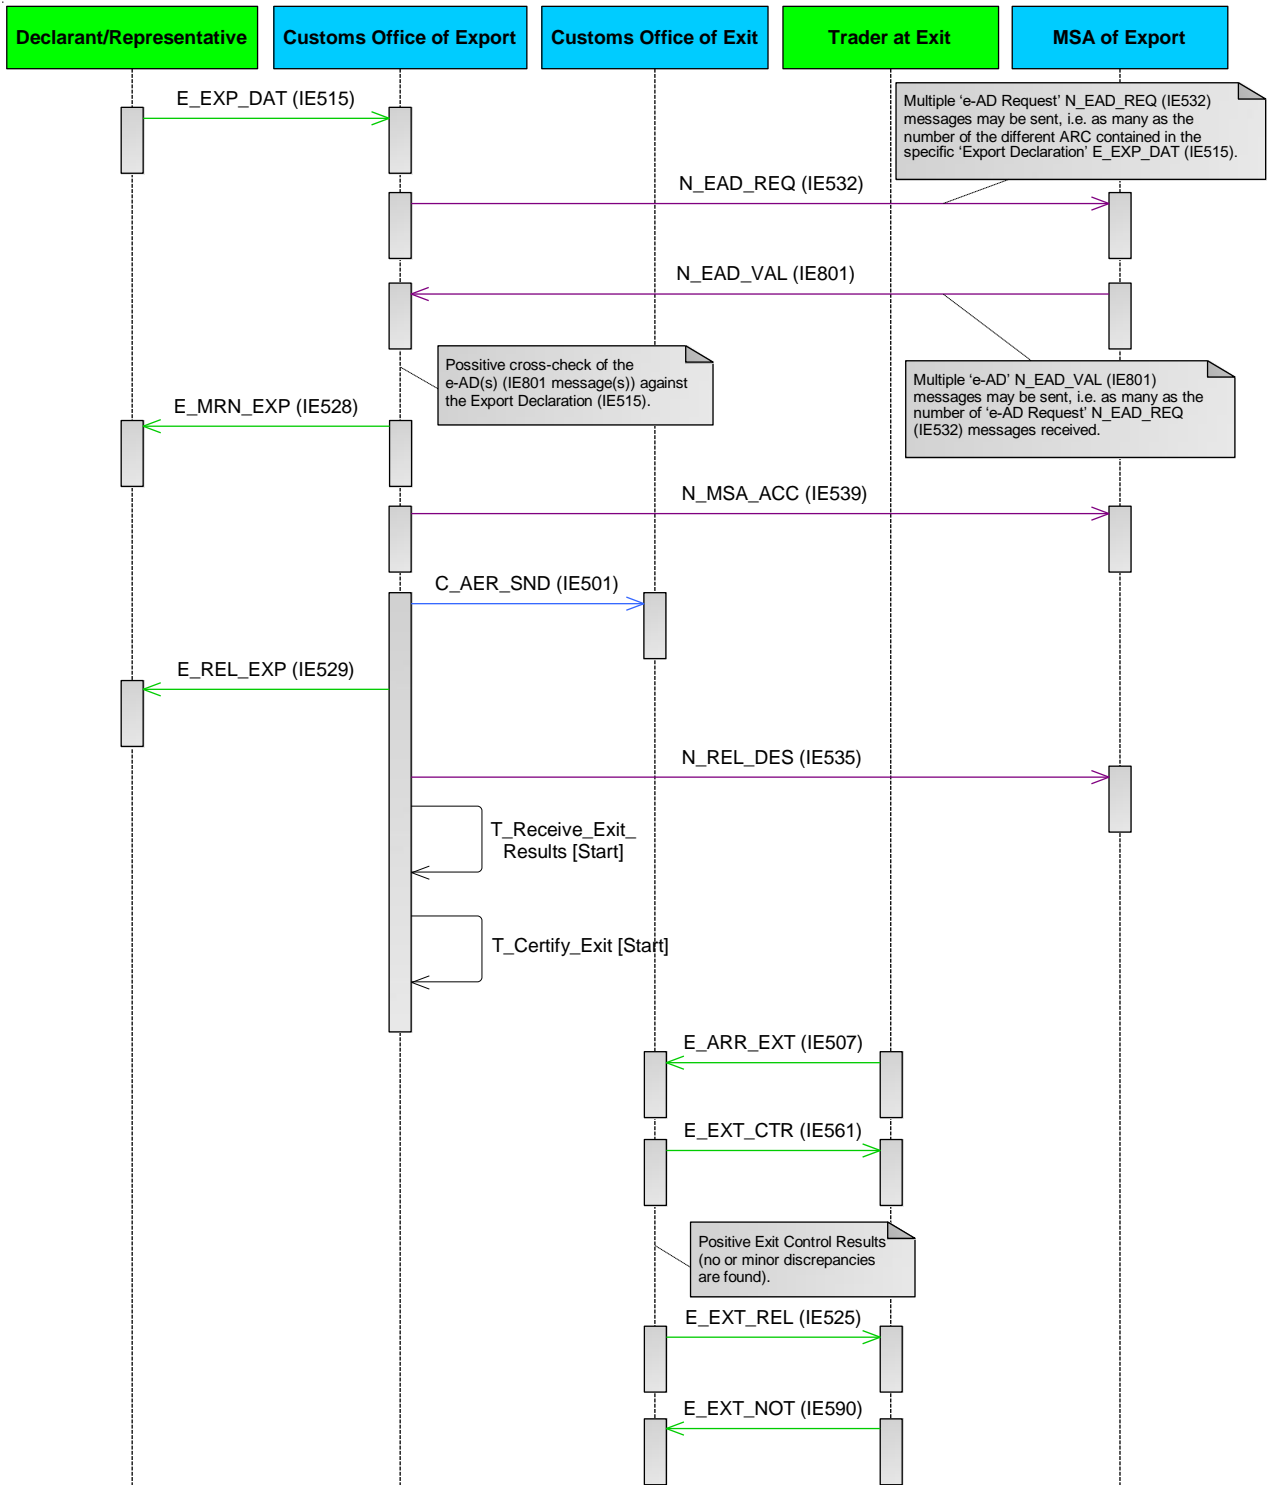 Declarant/Representative
Customs Office of Export
Customs Office of Exit
Trader at Exit
MSA of Export
E_EXP_DAT (IE515)
Multiple ‘e-AD Request’ N_EAD_REQ (IE532)
messages may be sent, i.e. as many as the
number of the different ARC contained in the
specific ‘Export Declaration’ E_EXP_DAT (IE515).
N_EAD_REQ (IE532)
N_EAD_VAL (IE801)
Possitive cross-check of the
e-AD(s) (IE801 message(s)) against
the Export Declaration (IE515).
Multiple ‘e-AD’ N_EAD_VAL (IE801)
messages may be sent, i.e. as many as the
number of ‘e-AD Request’ N_EAD_REQ
(IE532) messages received.
E_MRN_EXP (IE528)
N_MSA_ACC (IE539)
C_AER_SND (IE501)
E_REL_EXP (IE529)
N_REL_DES (IE535)
T_Receive_Exit_
Results [Start]
T_Certify_Exit [Start]
E_ARR_EXT (IE507)
E_EXT_CTR (IE561)
Positive Exit Control Results
(no or minor discrepancies
are found).
E_EXT_REL (IE525)
E_EXT_NOT (IE590)